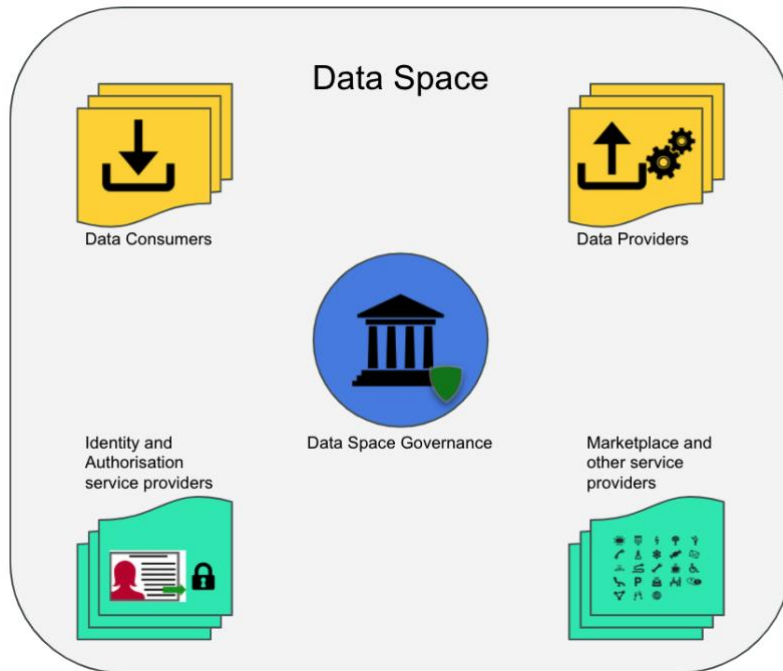 Data Space
Data Consumers
Data Providers
Data Space Governance
Identity and
Authorisation
service providers
Marketplace and
other service
providers
P